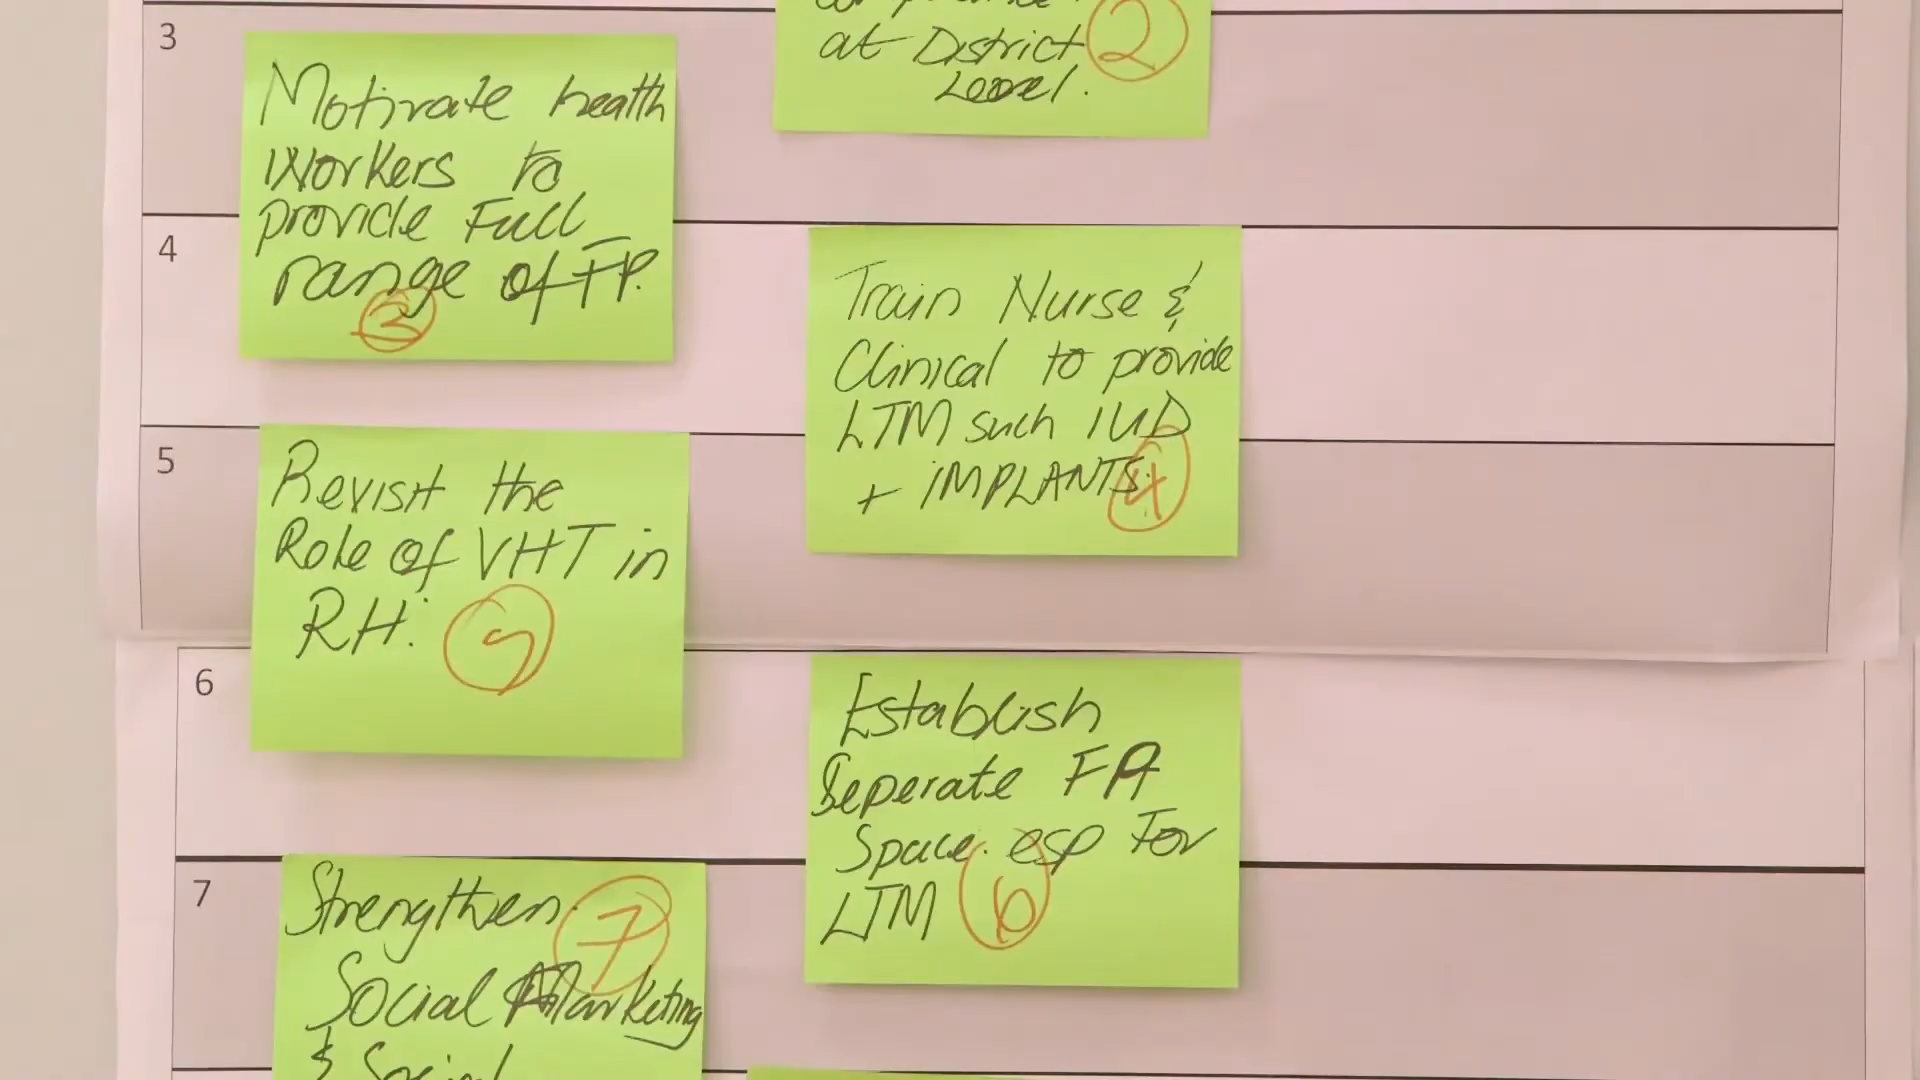 3
at District
Level.
2
Motivate health
Workers to
provide Full
range of FP.
3
4
Train Nurse &
Clinical to provide
LTM such IUD
+ IMPLANTS.
4
5
Revisit the
Role of VHT in
RH.
5
6
Establish
Seperate FP
Space. esp For
LTM
6
7
Strengthen
7
Social Marketing
& Social